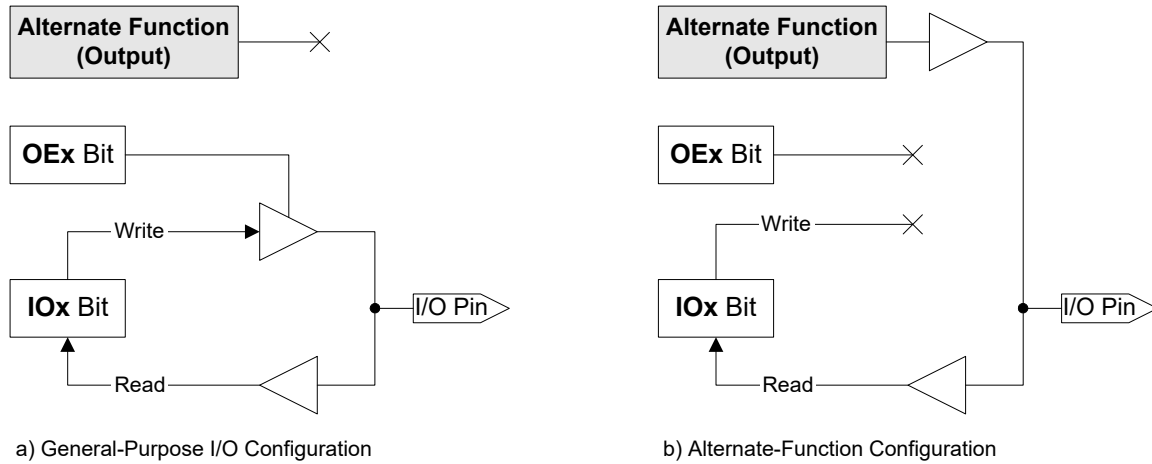 Alternate Function
(Output)
OEx Bit
Write
IOx Bit
I/O Pin
Read
a) General-Purpose I/O Configuration
Alternate Function
(Output)
OEx Bit
Write
IOx Bit
I/O Pin
Read
b) Alternate-Function Configuration